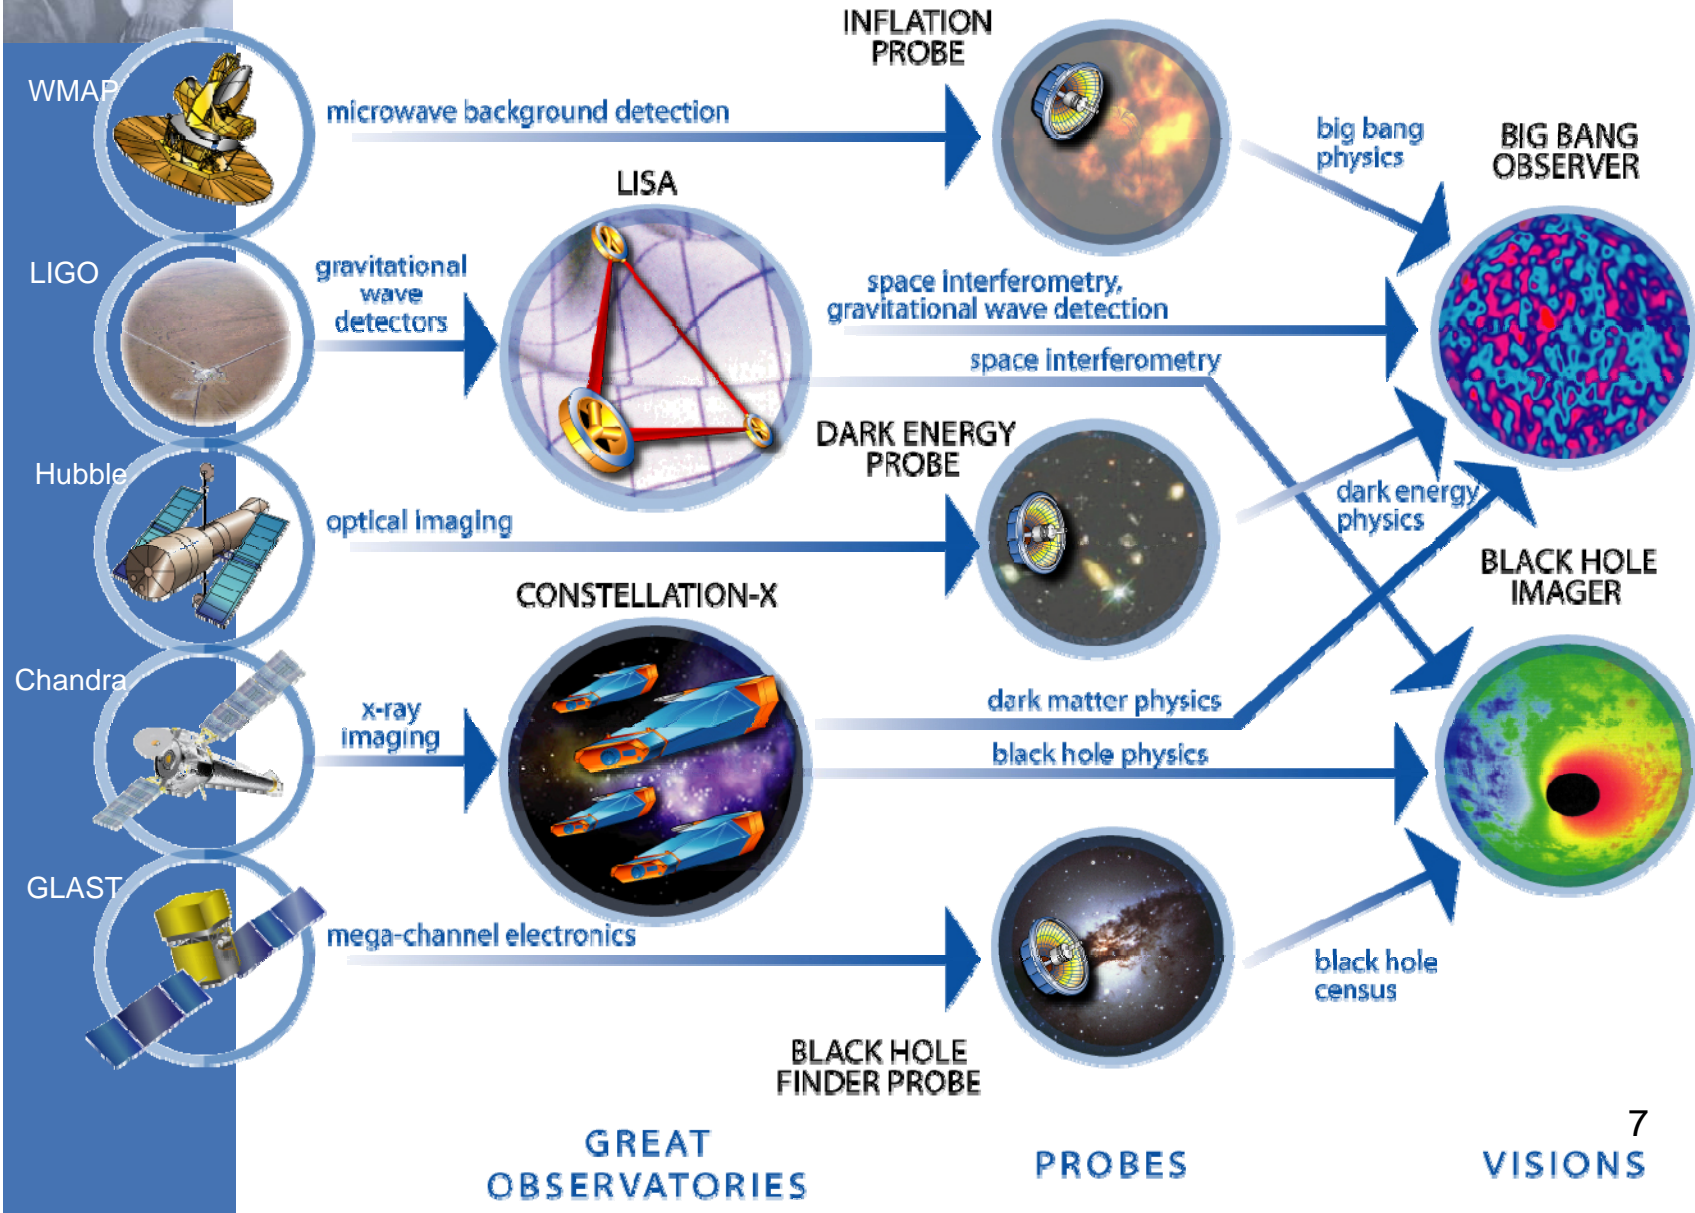 INFLATION
PROBE
WMAP
microwave background detection
big bang
physics
BIG BANG
OBSERVER
LISA
LIGO
gravitational
wave
detectors
space interferometry,
gravitational wave detection
space interferometry
DARK ENERGY
PROBE
Hubble
optical imaging
dark energy
physics
CONSTELLATION-X
BLACK HOLE
IMAGER
Chandra
x-ray
imaging
dark matter physics
black hole physics
GLAST
mega-channel electronics
black hole
census
BLACK HOLE
FINDER PROBE
7
GREAT
OBSERVATORIES
PROBES
VISIONS